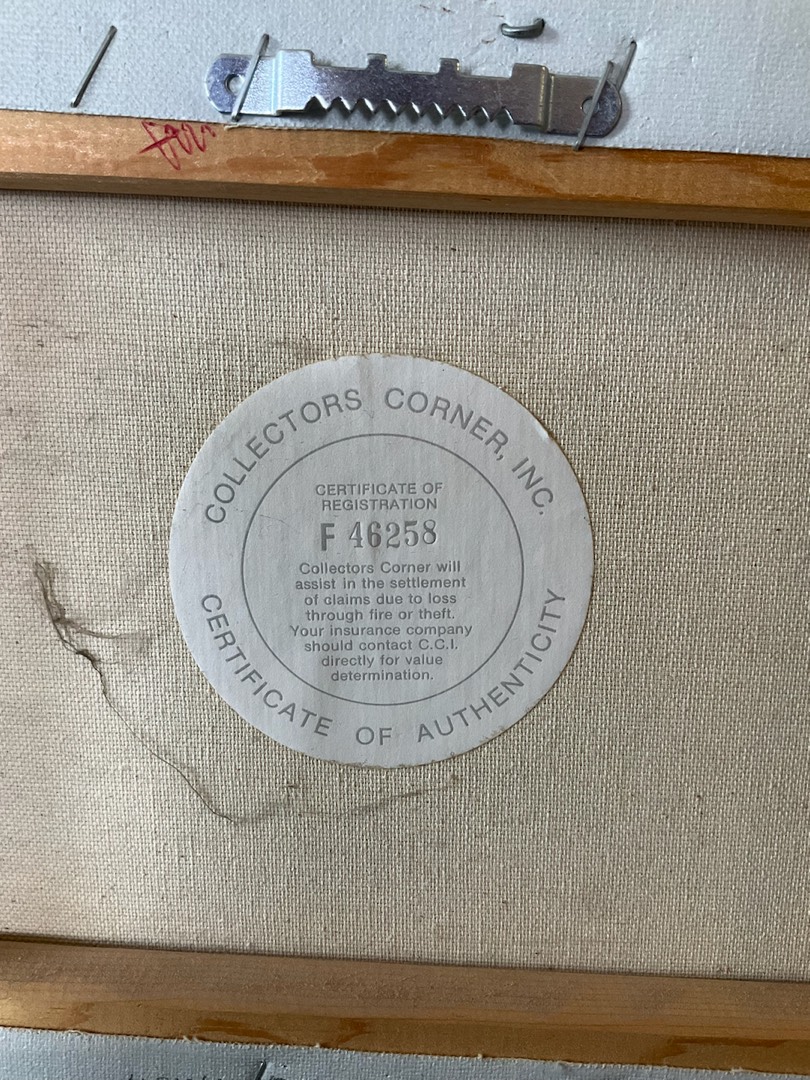 COLLECTORS CORNER, INC.
CERTIFICATE OF
REGISTRATION
F 46258
Collectors Corner will
assist in the settlement
of claims due to loss
through fire or theft.
Your insurance company
should contact C.C.I.
directly for value
determination.
CERTIFICATE OF AUTHENTICITY